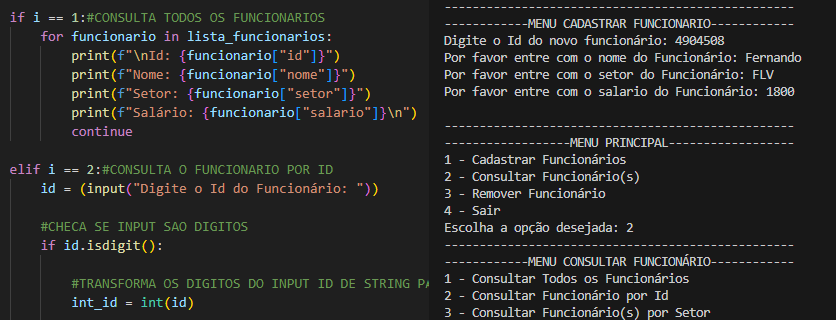 if i == 1:#CONSULTA TODOS OS FUNCIONARIOS
for funcionario in lista_funcionarios:
print(f"\nId: {funcionario["id"]}")
print(f"Nome: {funcionario["nome"]}")
print(f"Setor: {funcionario["setor"]}")
print(f"Salário: {funcionario["salario"]}\n")
continue
elif i == 2:#CONSULTA O FUNCIONARIO POR ID
id = (input("Digite o Id do Funcionário: "))
#CHECA SE INPUT SAO DIGITOS
if id.isdigit():
#TRANSFORMA OS DIGITOS DO INPUT ID DE STRING PA
int_id = int(id)
--------------------------------------------------
------------MENU CADASTRAR FUNCIONARIO------------
Digite o Id do novo funcionário: 4904508
Por favor entre com o nome do Funcionário: Fernando
Por favor entre com o setor do Funcionário: FLV
Por favor entre com o salario do Funcionário: 1800
--------------------------------------------------
------------------MENU PRINCIPAL------------------
1 - Cadastrar Funcionários
2 - Consultar Funcionário(s)
3 - Remover Funcionário
4 - Sair
Escolha a opção desejada: 2
--------------------------------------------------
------------MENU CONSULTAR FUNCIONÁRIO------------
1 - Consultar Todos os Funcionários
2 - Consultar Funcionário por Id
3 - Consultar Funcionário(s) por Setor